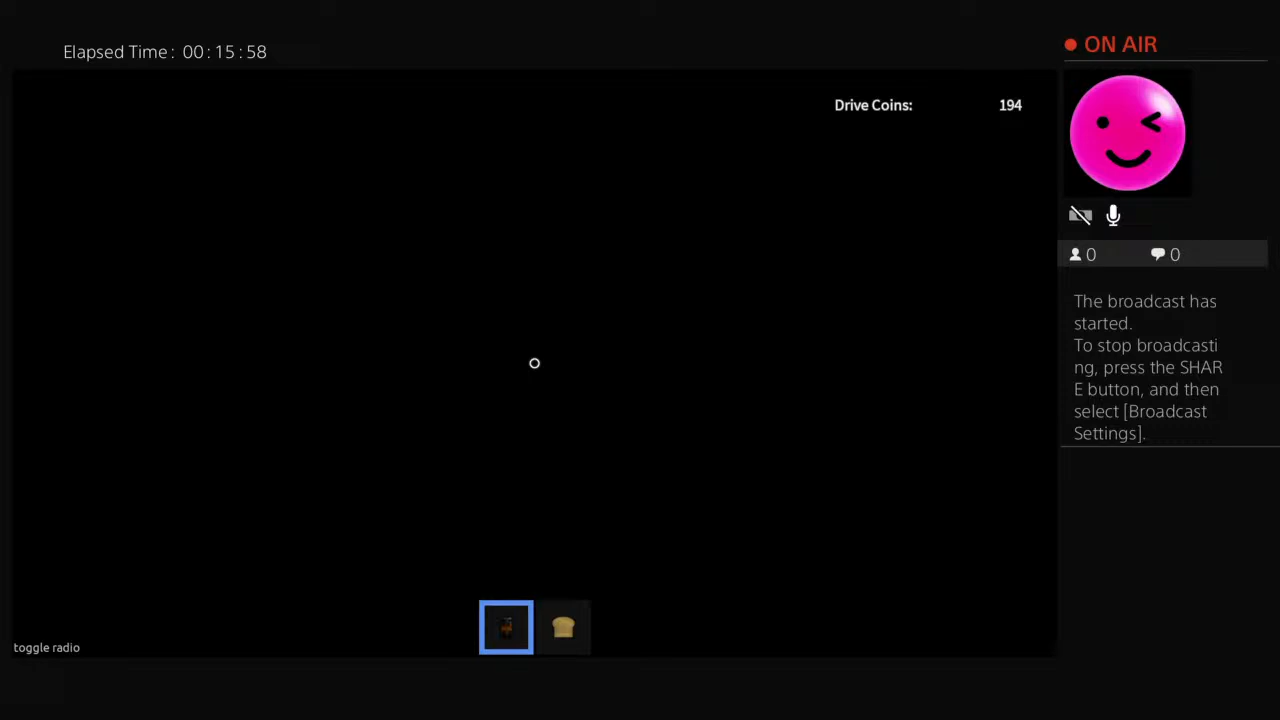 Elapsed Time: 00:15:58
ON AIR
Drive Coins: 194
0 0
The broadcast has
started.
To stop broadcasti
ng, press the SHAR
E button, and then
select [Broadcast
Settings].
toggle radio